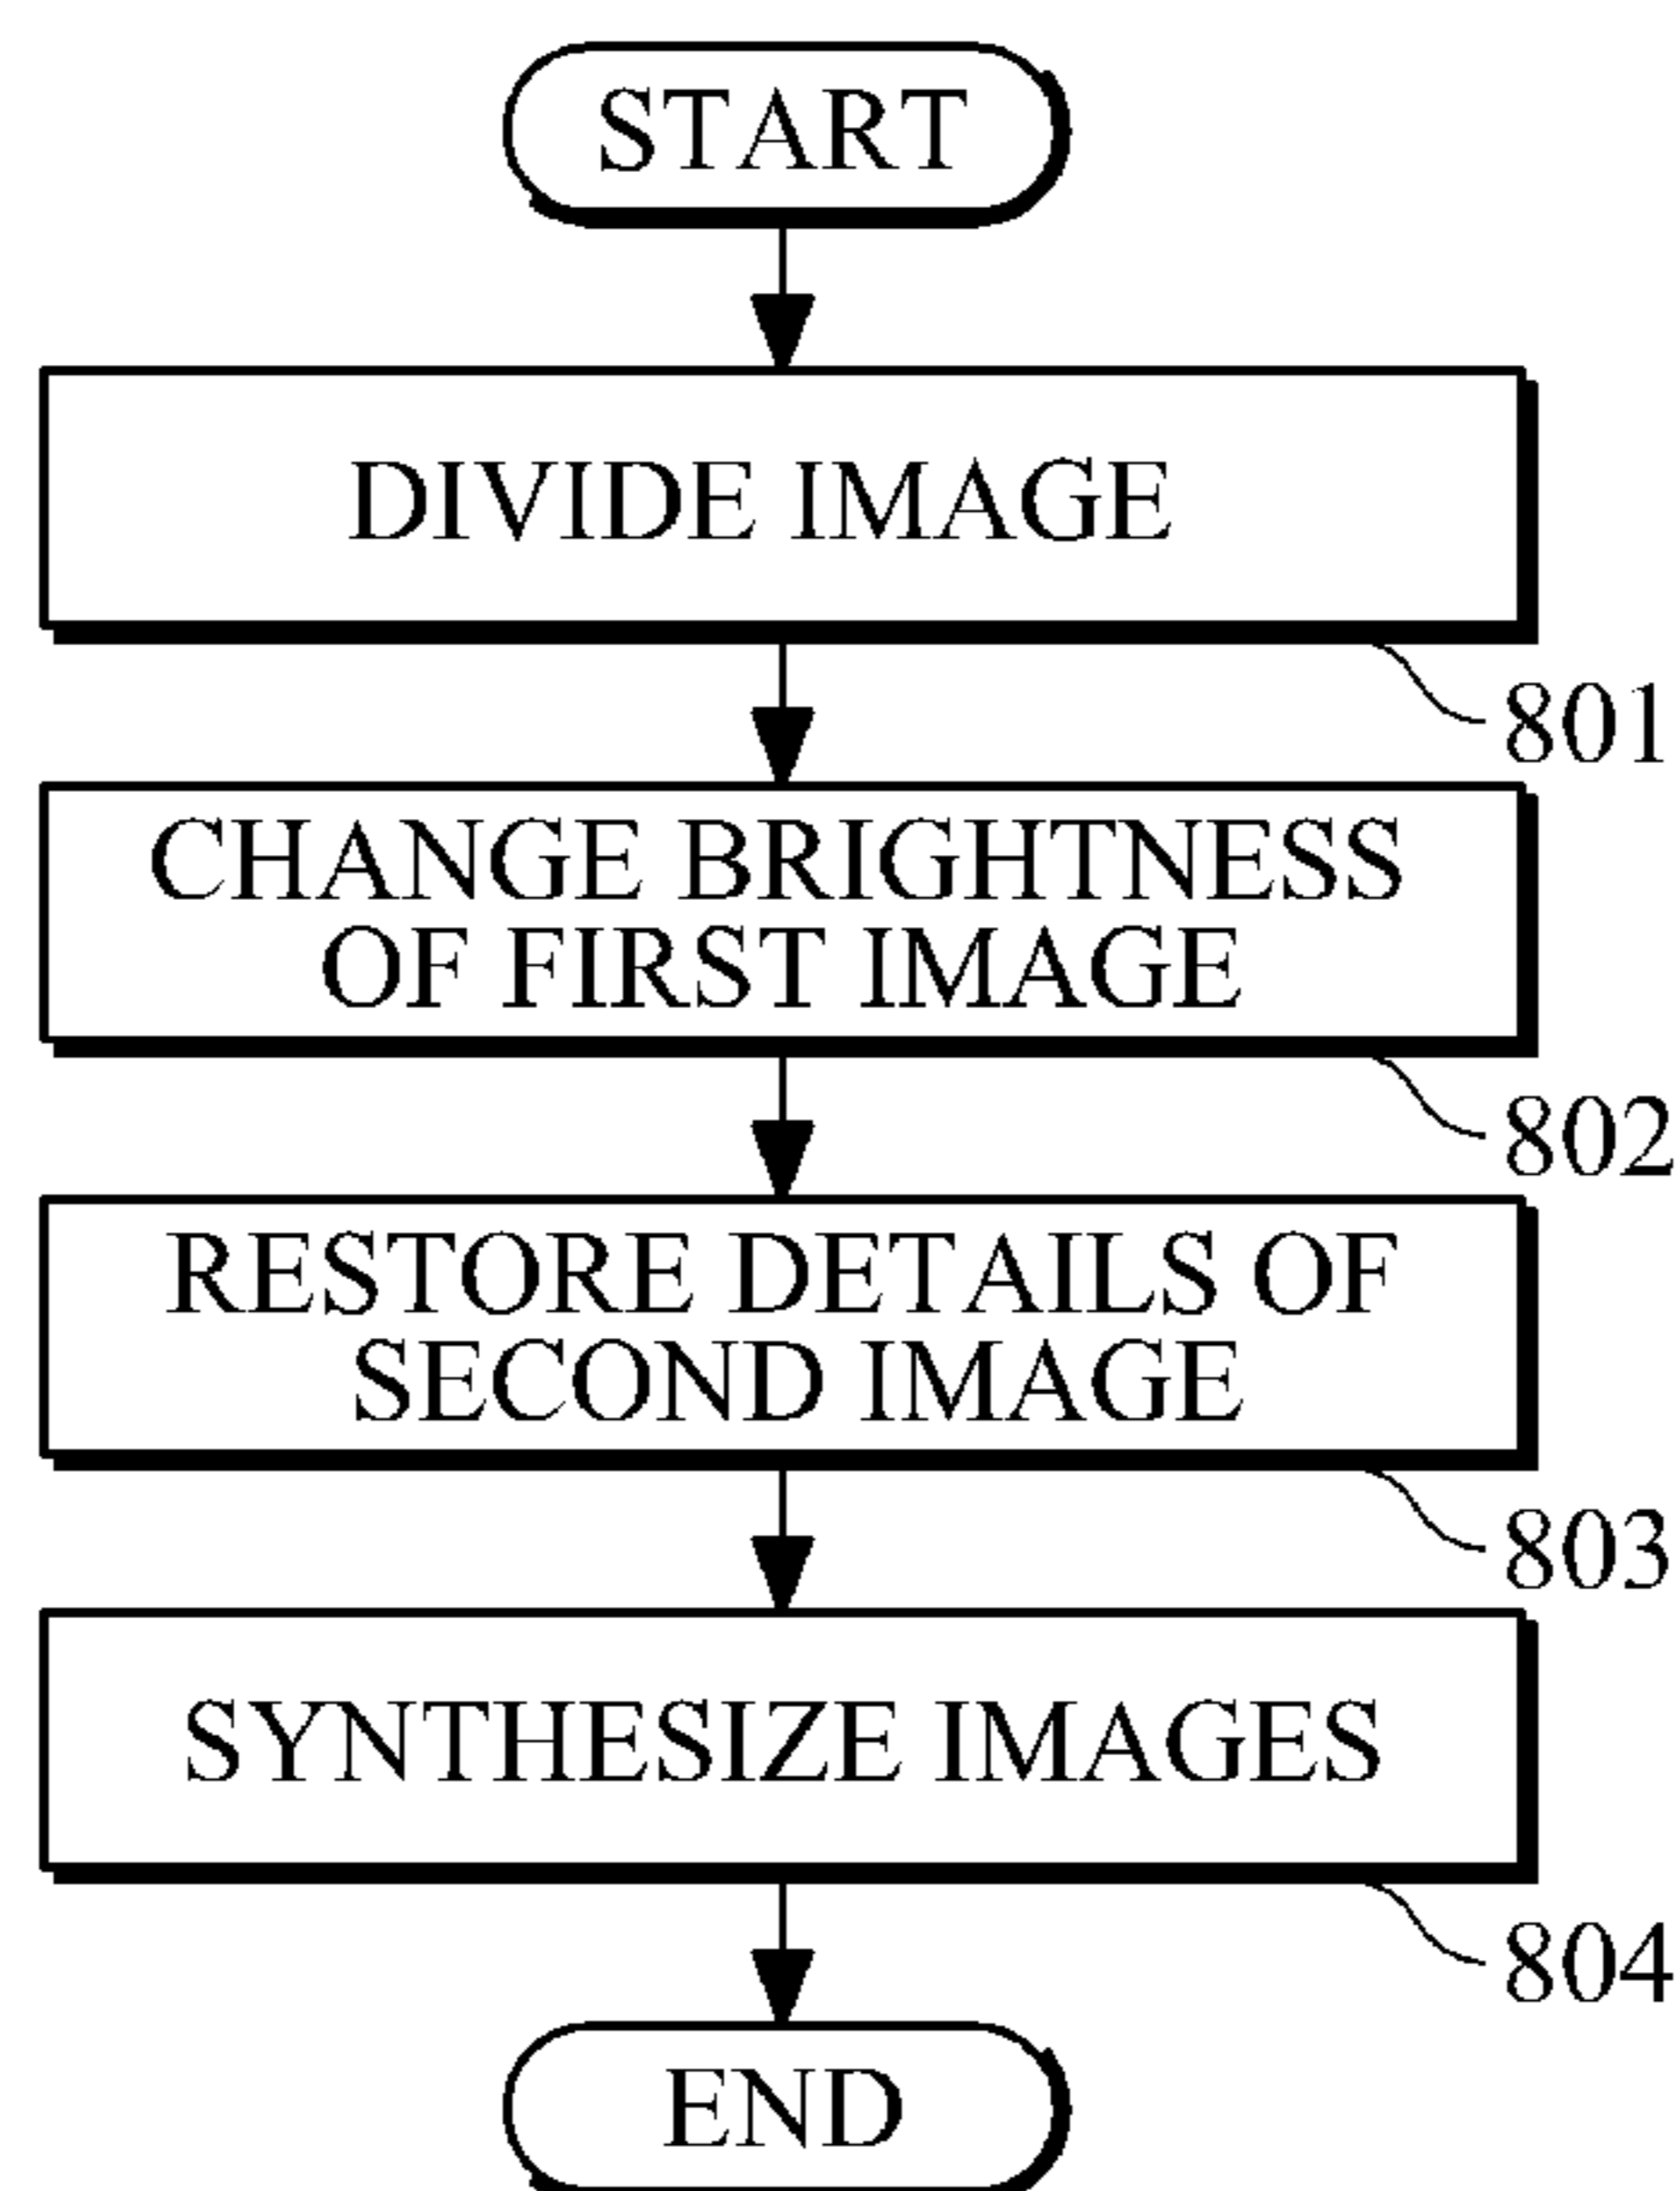 START
DIVIDE IMAGE
801
CHANGE BRIGHTNESS
OF FIRST IMAGE
802
RESTORE DETAILS OF
SECOND IMAGE
803
SYNTHESIZE IMAGES
804
END